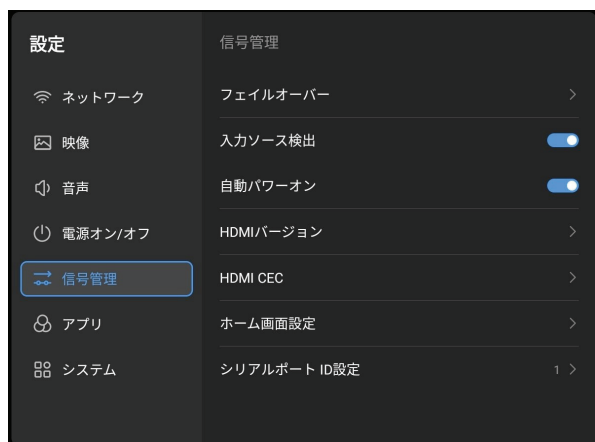 設定
ネットワーク
映像
音声
電源オン/オフ
信号管理
アプリ
システム
信号管理
フェイルオーバー
入力ソース検出
自動パワーオン
HDMIバージョン
HDMI CEC
ホーム画面設定
シリアルポート ID設定
1